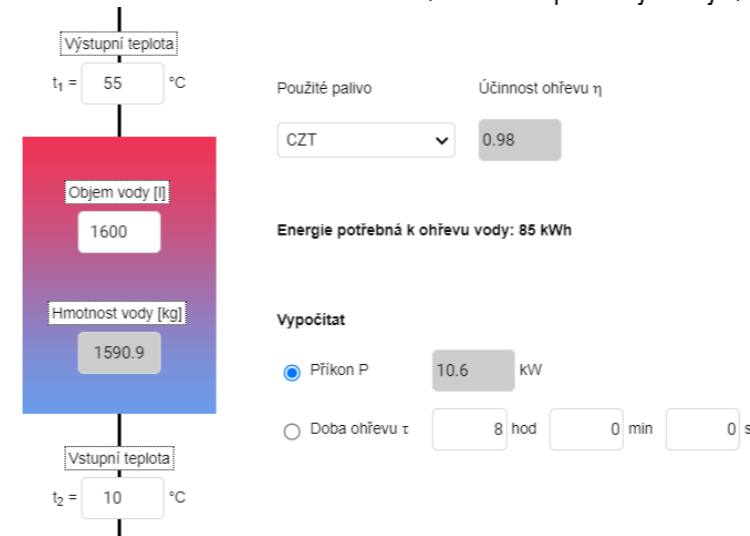 Výstupní teplota
t₁ = 55 °C
Použité palivo
Účinnost ohřevu η
CZT
0.98
Objem vody [l]
1600
Energie potřebná k ohřevu vody: 85 kWh
Hmotnost vody [kg]
1590.9
Vypočítat
Příkon P 10.6 kW
Doba ohřevu τ 8 hod 0 min 0 s
Vstupní teplota
t₂ = 10 °C